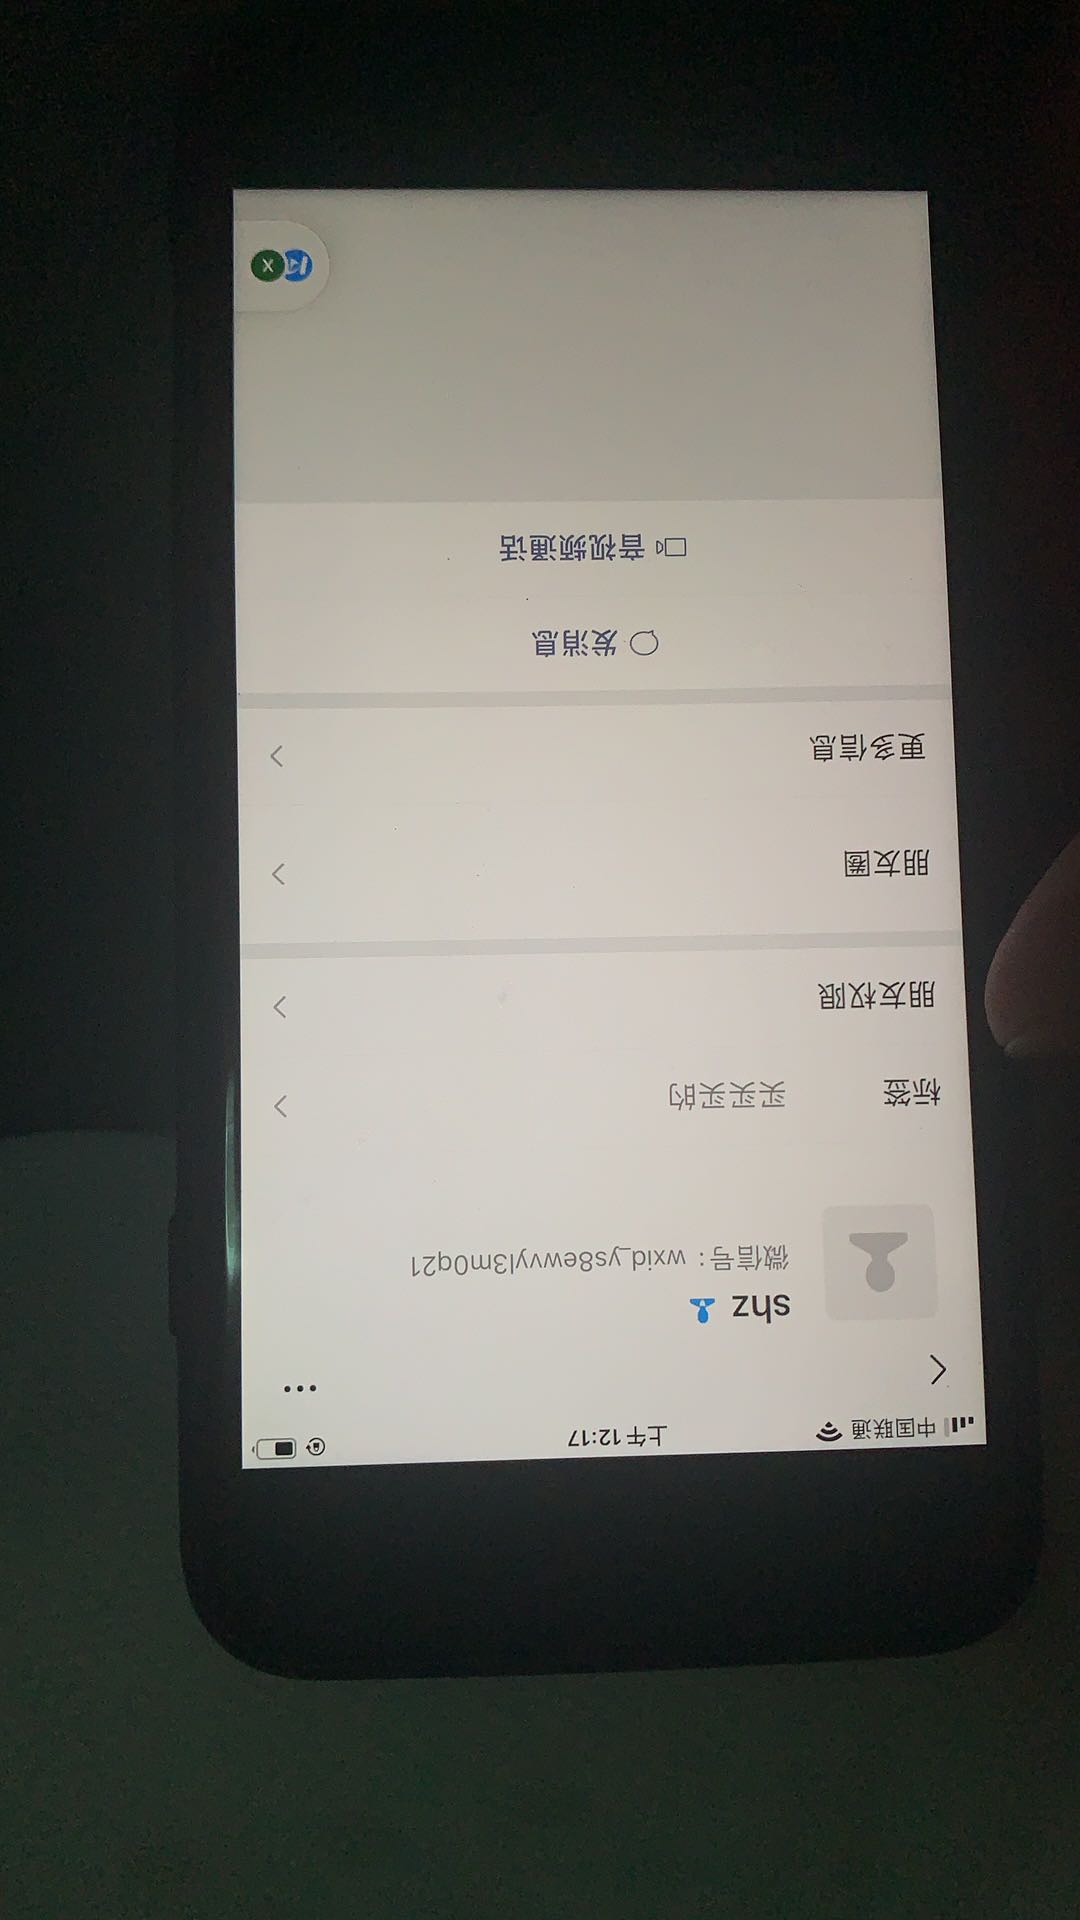 中国联通
上午12:17
shz
微信号：wxid_ys8ewvyl3m0q21
标签 买买买的
朋友权限
朋友圈
更多信息
发消息
音视频通话
X